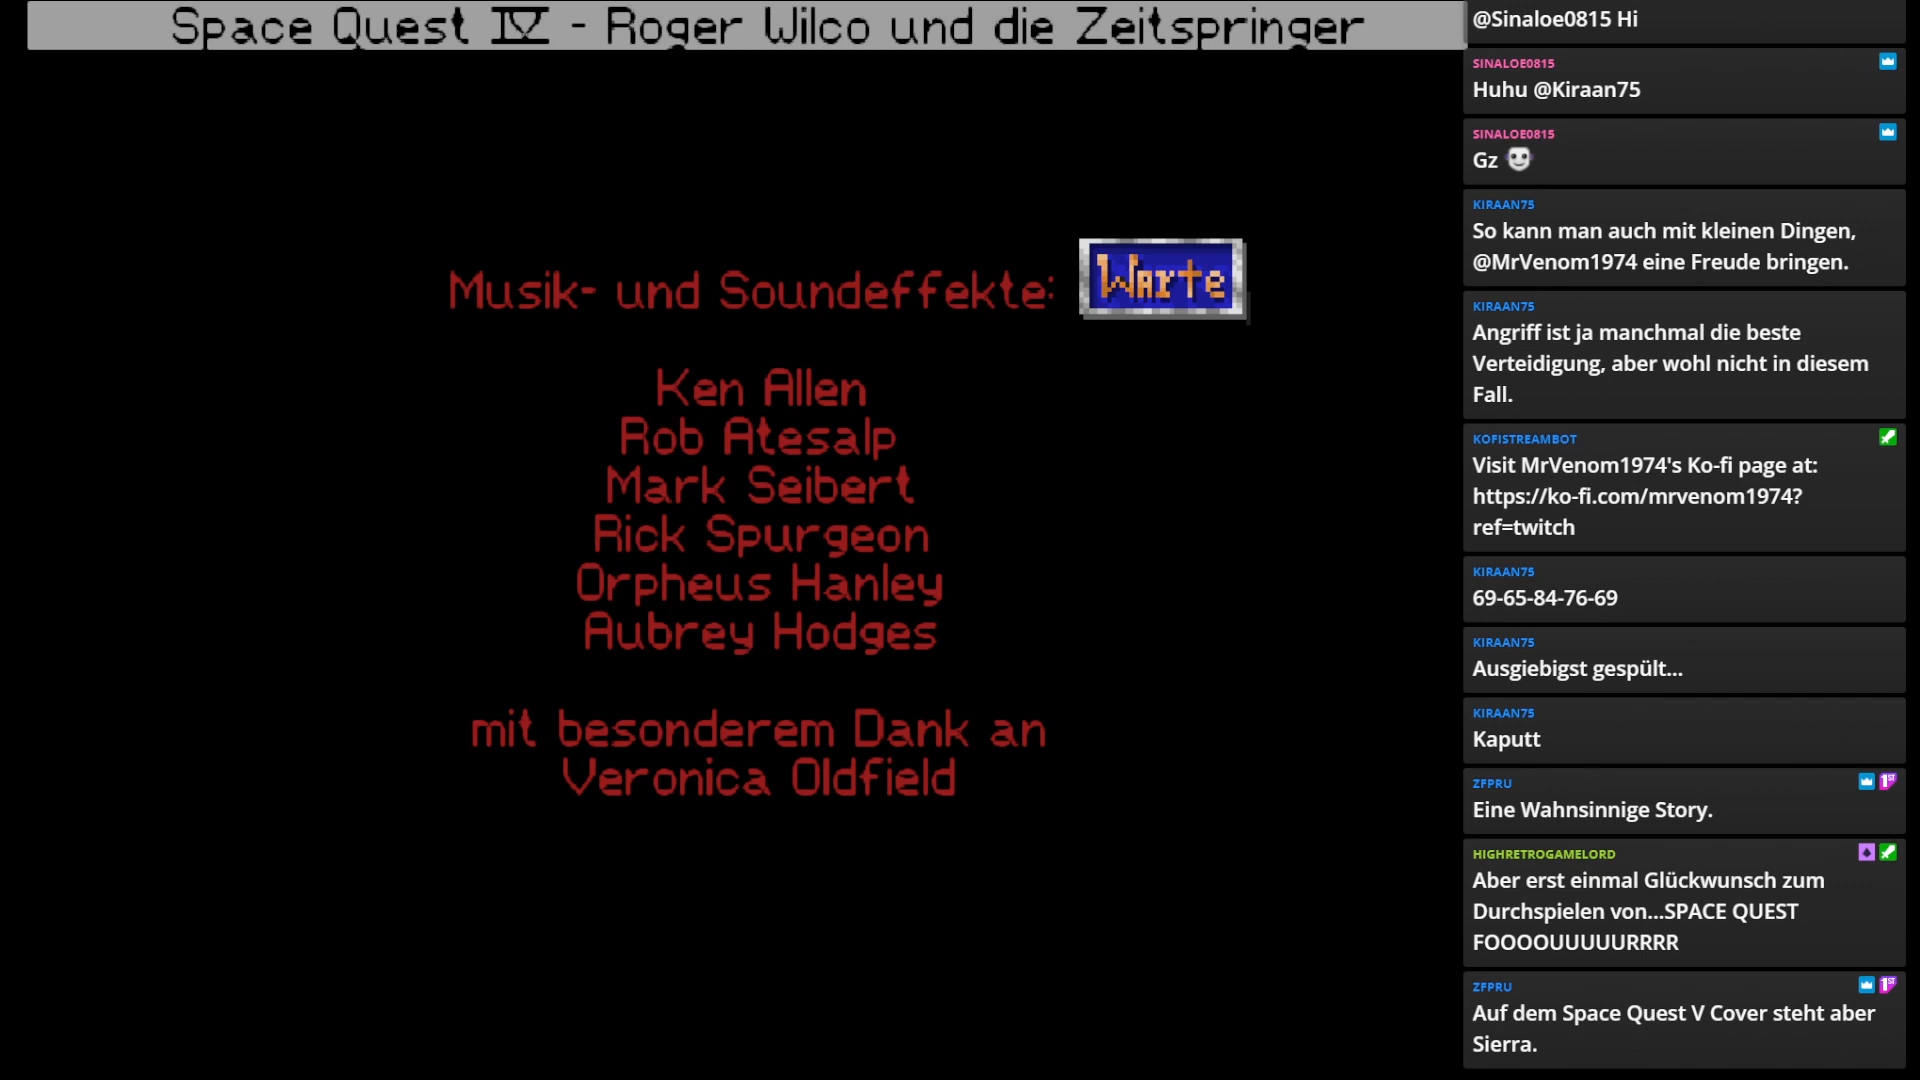 Space Quest IV - Roger Wilco und die Zeitspringer
Musik- und Soundeffekte:
Warte
Ken Allen
Rob Atesalp
Mark Seibert
Rick Spurgeon
Orpheus Hanley
Aubrey Hodges
mit besonderem Dank an
Veronica Oldfield
@Sinaloe0815 Hi
SINALOE0815
Huhu @Kiraan75
SINALOE0815
Gz
KIRAAN75
So kann man auch mit kleinen Dingen,
@MrVenom1974 eine Freude bringen.
KIRAAN75
Angriff ist ja manchmal die beste
Verteidigung, aber wohl nicht in diesem
Fall.
KOFISTREAMBOT
Visit MrVenom1974's Ko-fi page at:
https://ko-fi.com/mrvenom1974?
ref=twitch
KIRAAN75
69-65-84-76-69
KIRAAN75
Ausgiebigst gespült...
KIRAAN75
Kaputt
ZFPRU
1ST
Eine Wahnsinnige Story.
HIGHRETROGAMELORD
Aber erst einmal Glückwunsch zum
Durchspielen von...SPACE QUEST
FOOOOUUUUURRRR
ZFPRU
1ST
Auf dem Space Quest V Cover steht aber
Sierra.